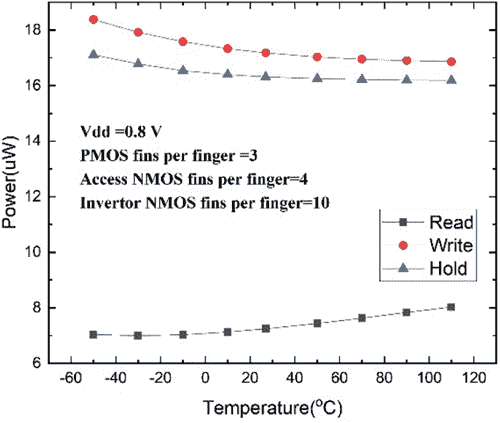 18
16
14
12
10
8
6
Power(uW)
Vdd =0.8 V
PMOS fins per finger =3
Access NMOS fins per finger=4
Invertor NMOS fins per finger=10
Read
Write
Hold
-60 -40 -20 0 20 40 60 80 100 120
Temperature(°C)